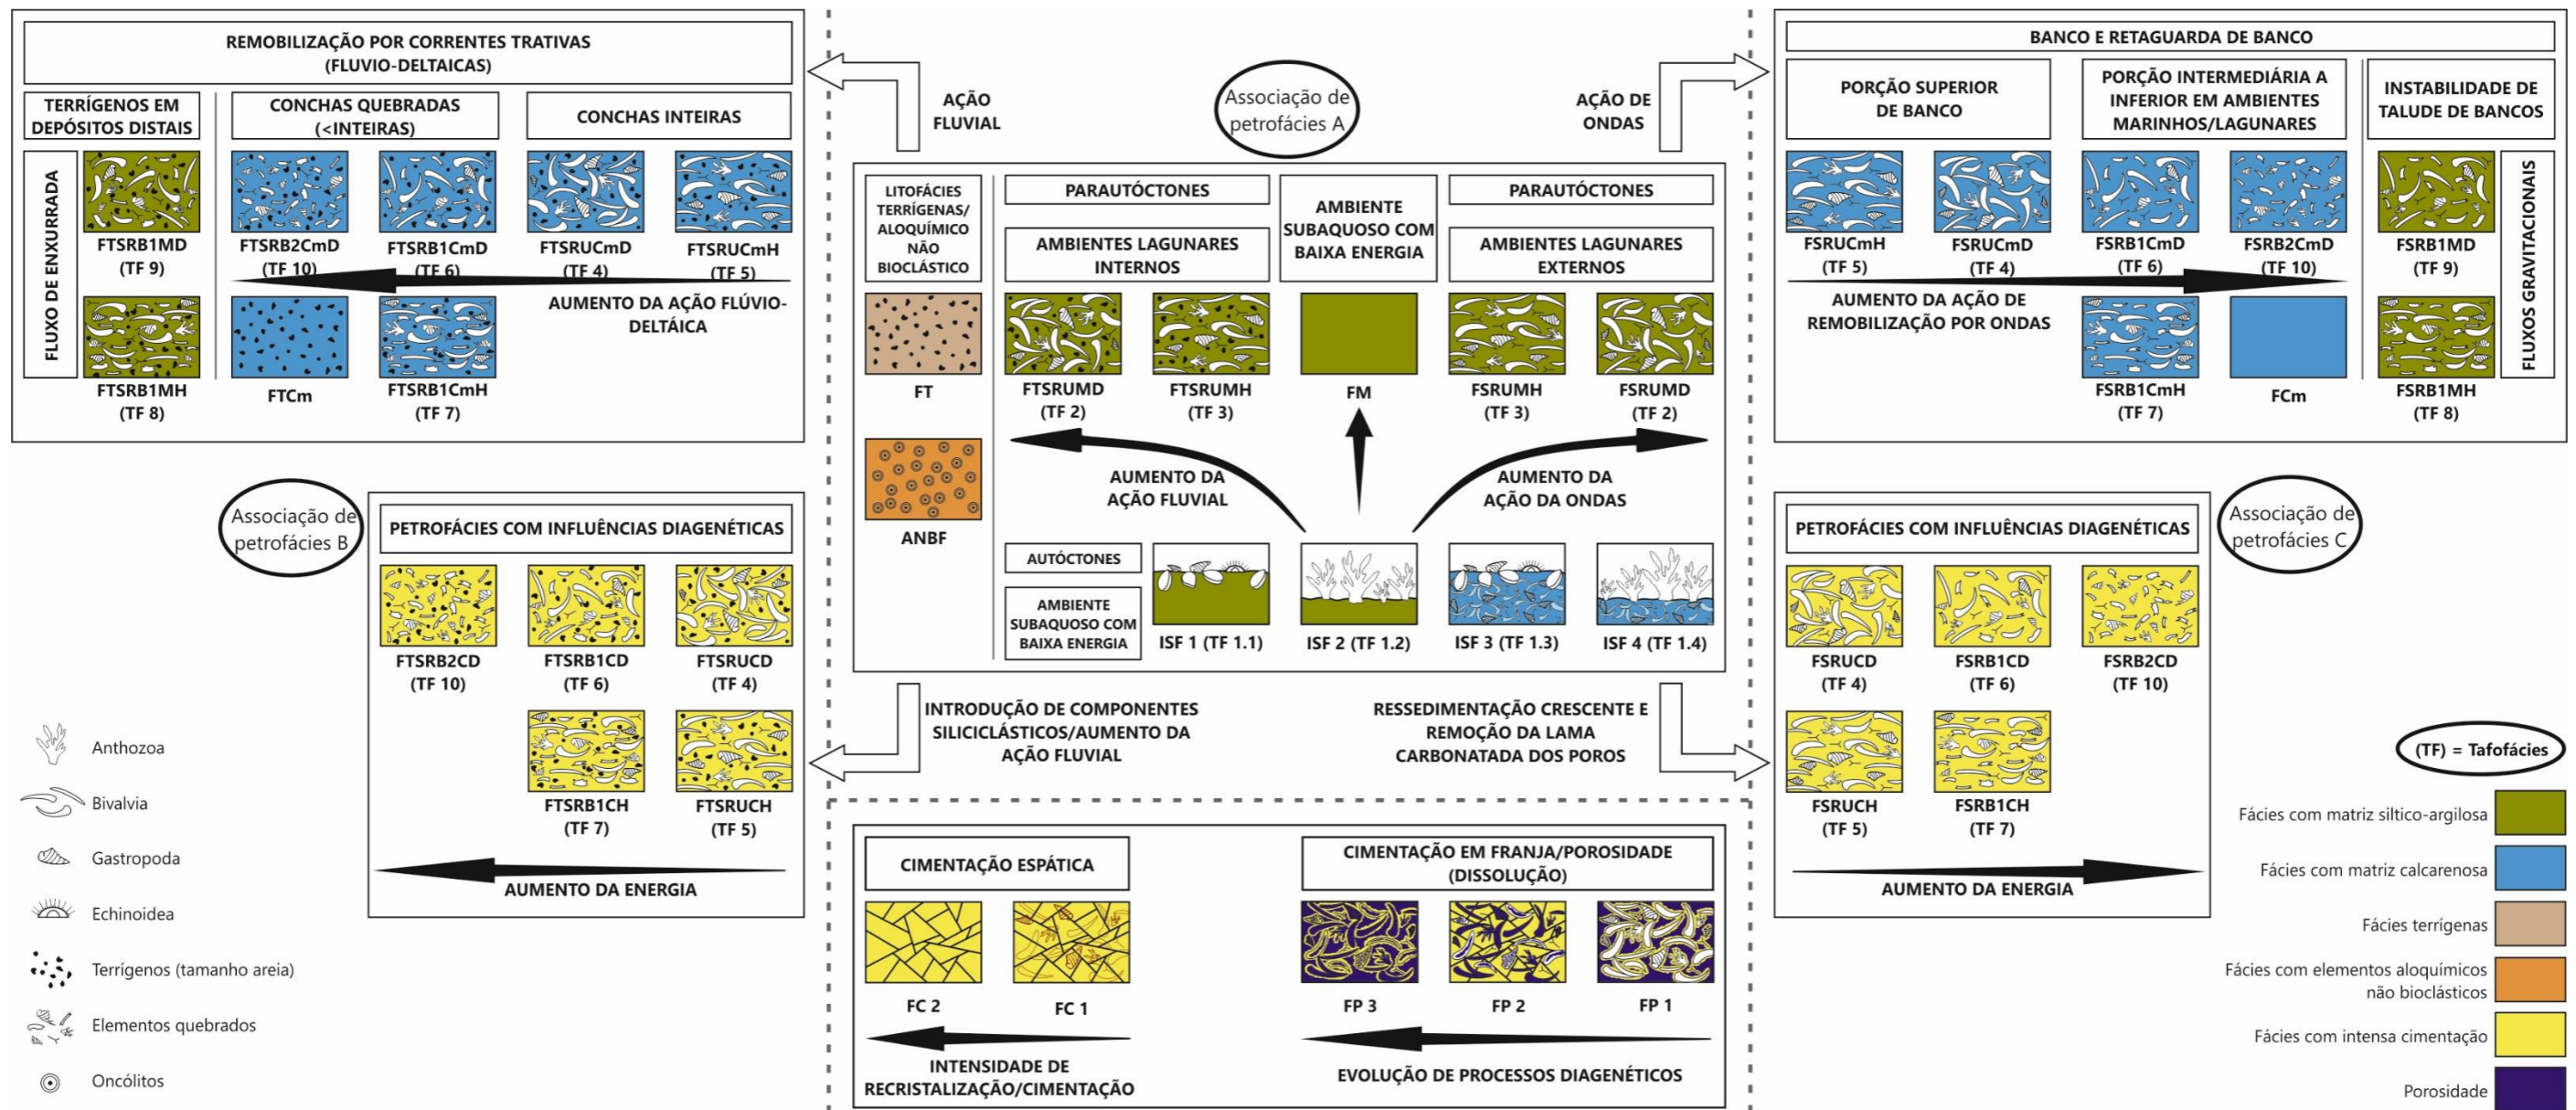 REMOBILIZAÇÃO POR CORRENTES TRATIVAS
(FLUVIO-DELTAICAS)
TERRÍGENOS EM
DEPÓSITOS DISTAIS
CONCHAS QUEBRADAS
(<INTEIRAS)
CONCHAS INTEIRAS
FLUXO DE ENXURRADA
FTSRB1MD
(TF 9)
FTSRB2CmD
(TF 10)
FTSRB1CmD
(TF 6)
FTSRUCmD
(TF 4)
FTSRUCmH
(TF 5)
AUMENTO DA AÇÃO FLÚVIO-
DELTÁICA
FTSRB1MH
(TF 8)
FTCm
FTSRB1CmH
(TF 7)
AÇÃO
FLUVIAL
Associação de
petrofácies A
AÇÃO DE
ONDAS
LITOFÁCIES
TERRÍGENAS/
ALOQUÍMICO
NÃO
BIOCLÁSTICO
PARAUTÓCTONES
AMBIENTES LAGUNARES
INTERNOS
AMBIENTE
SUBAQUOSO COM
BAIXA ENERGIA
PARAUTÓCTONES
AMBIENTES LAGUNARES
EXTERNOS
FT
FTSRUMD
(TF 2)
FTSRUMH
(TF 3)
FM
FSRUMH
(TF 3)
FSRUMD
(TF 2)
AUMENTO DA
AÇÃO FLUVIAL
AUMENTO DA
AÇÃO DA ONDAS
ANBF
AUTÓCTONES
AMBIENTE
SUBAQUOSO COM
BAIXA ENERGIA
ISF 1 (TF 1.1)
ISF 2 (TF 1.2)
ISF 3 (TF 1.3)
ISF 4 (TF 1.4)
BANCO E RETAGUARDA DE BANCO
PORÇÃO SUPERIOR
DE BANCO
PORÇÃO INTERMEDIÁRIA A
INFERIOR EM AMBIENTES
MARINHOS/LAGUNARES
INSTABILIDADE DE
TALUDE DE BANCOS
FSRUCmH
(TF 5)
FSRUCmD
(TF 4)
FSRB1CmD
(TF 6)
FSRB2CmD
(TF 10)
FSRB1MD
(TF 9)
FLUXOS GRAVITACIONAIS
AUMENTO DA AÇÃO DE
REMOBILIZAÇÃO POR ONDAS
FSRB1CmH
(TF 7)
FCm
FSRB1MH
(TF 8)
Associação de
petrofácies B
PETROFÁCIES COM INFLUÊNCIAS DIAGENÉTICAS
FTSRB2CD
(TF 10)
FTSRB1CD
(TF 6)
FTSRUCD
(TF 4)
FTSRB1CH
(TF 7)
FTSRUCH
(TF 5)
AUMENTO DA ENERGIA
INTRODUÇÃO DE COMPONENTES
SILICICLÁSTICOS/AUMENTO DA
AÇÃO FLUVIAL
RESSEDIMENTAÇÃO CRESCENTE E
REMOÇÃO DA LAMA
CARBONATADA DOS POROS
PETROFÁCIES COM INFLUÊNCIAS DIAGENÉTICAS
Associação de
petrofácies C
FSRUCD
(TF 4)
FSRB1CD
(TF 6)
FSRB2CD
(TF 10)
FSRUCH
(TF 5)
FSRB1CH
(TF 7)
AUMENTO DA ENERGIA
CIMENTAÇÃO ESPÁTICA
FC 2
FC 1
INTENSIDADE DE
RECRISTALIZAÇÃO/CIMENTAÇÃO
CIMENTAÇÃO EM FRANJA/POROSIDADE
(DISSOLUÇÃO)
FP 3
FP 2
FP 1
EVOLUÇÃO DE PROCESSOS DIAGENÉTICOS
Anthozoa
Bivalvia
Gastropoda
Echinoidea
Terrígenos (tamanho areia)
Elementos quebrados
Oncólitos
(TF) = Tafofácies
Fácies com matriz siltico-argilosa
Fácies com matriz calcarenosa
Fácies terrígenas
Fácies com elementos aloquímicos
não bioclásticos
Fácies com intensa cimentação
Porosidade